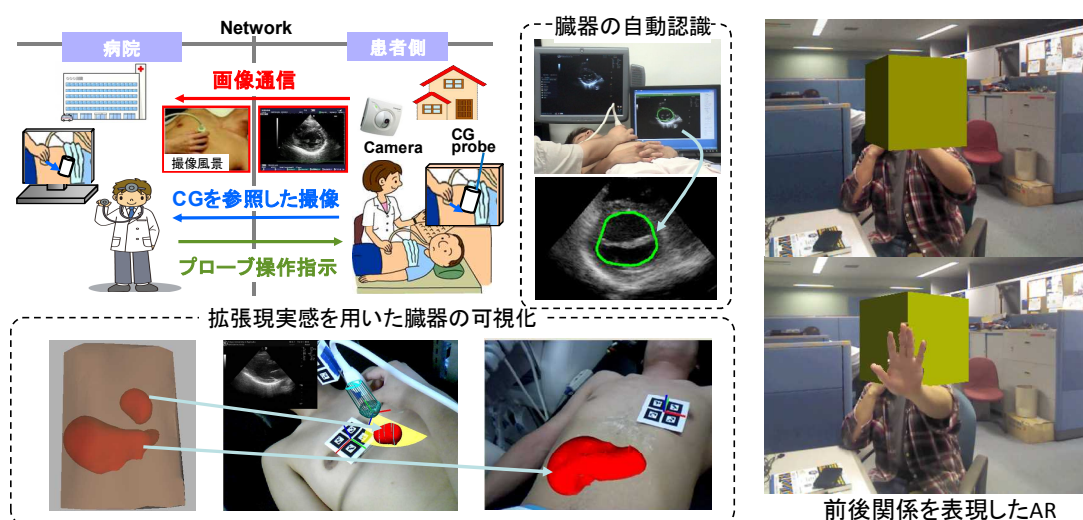 Network
病院
患者側
画像通信
撮像風景
Camera
CG
probe
CGを参照した撮像
プローブ操作指示
臓器の自動認識
拡張現実感を用いた臓器の可視化
前後関係を表現したAR